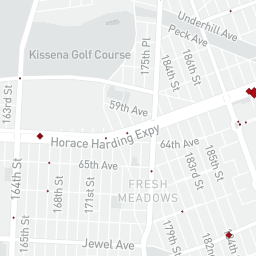 Underhill Ave
Peck Ave
Kissena Golf Course
175th Pl
184th St
186th St
163rd St
59th Ave
Horace Harding Expy
64th Ave
65th Ave
185th St
183rd St
164th St
168th St
171st St
FRESH
MEADOWS
165th St
Jewel Ave
179th St
182nd